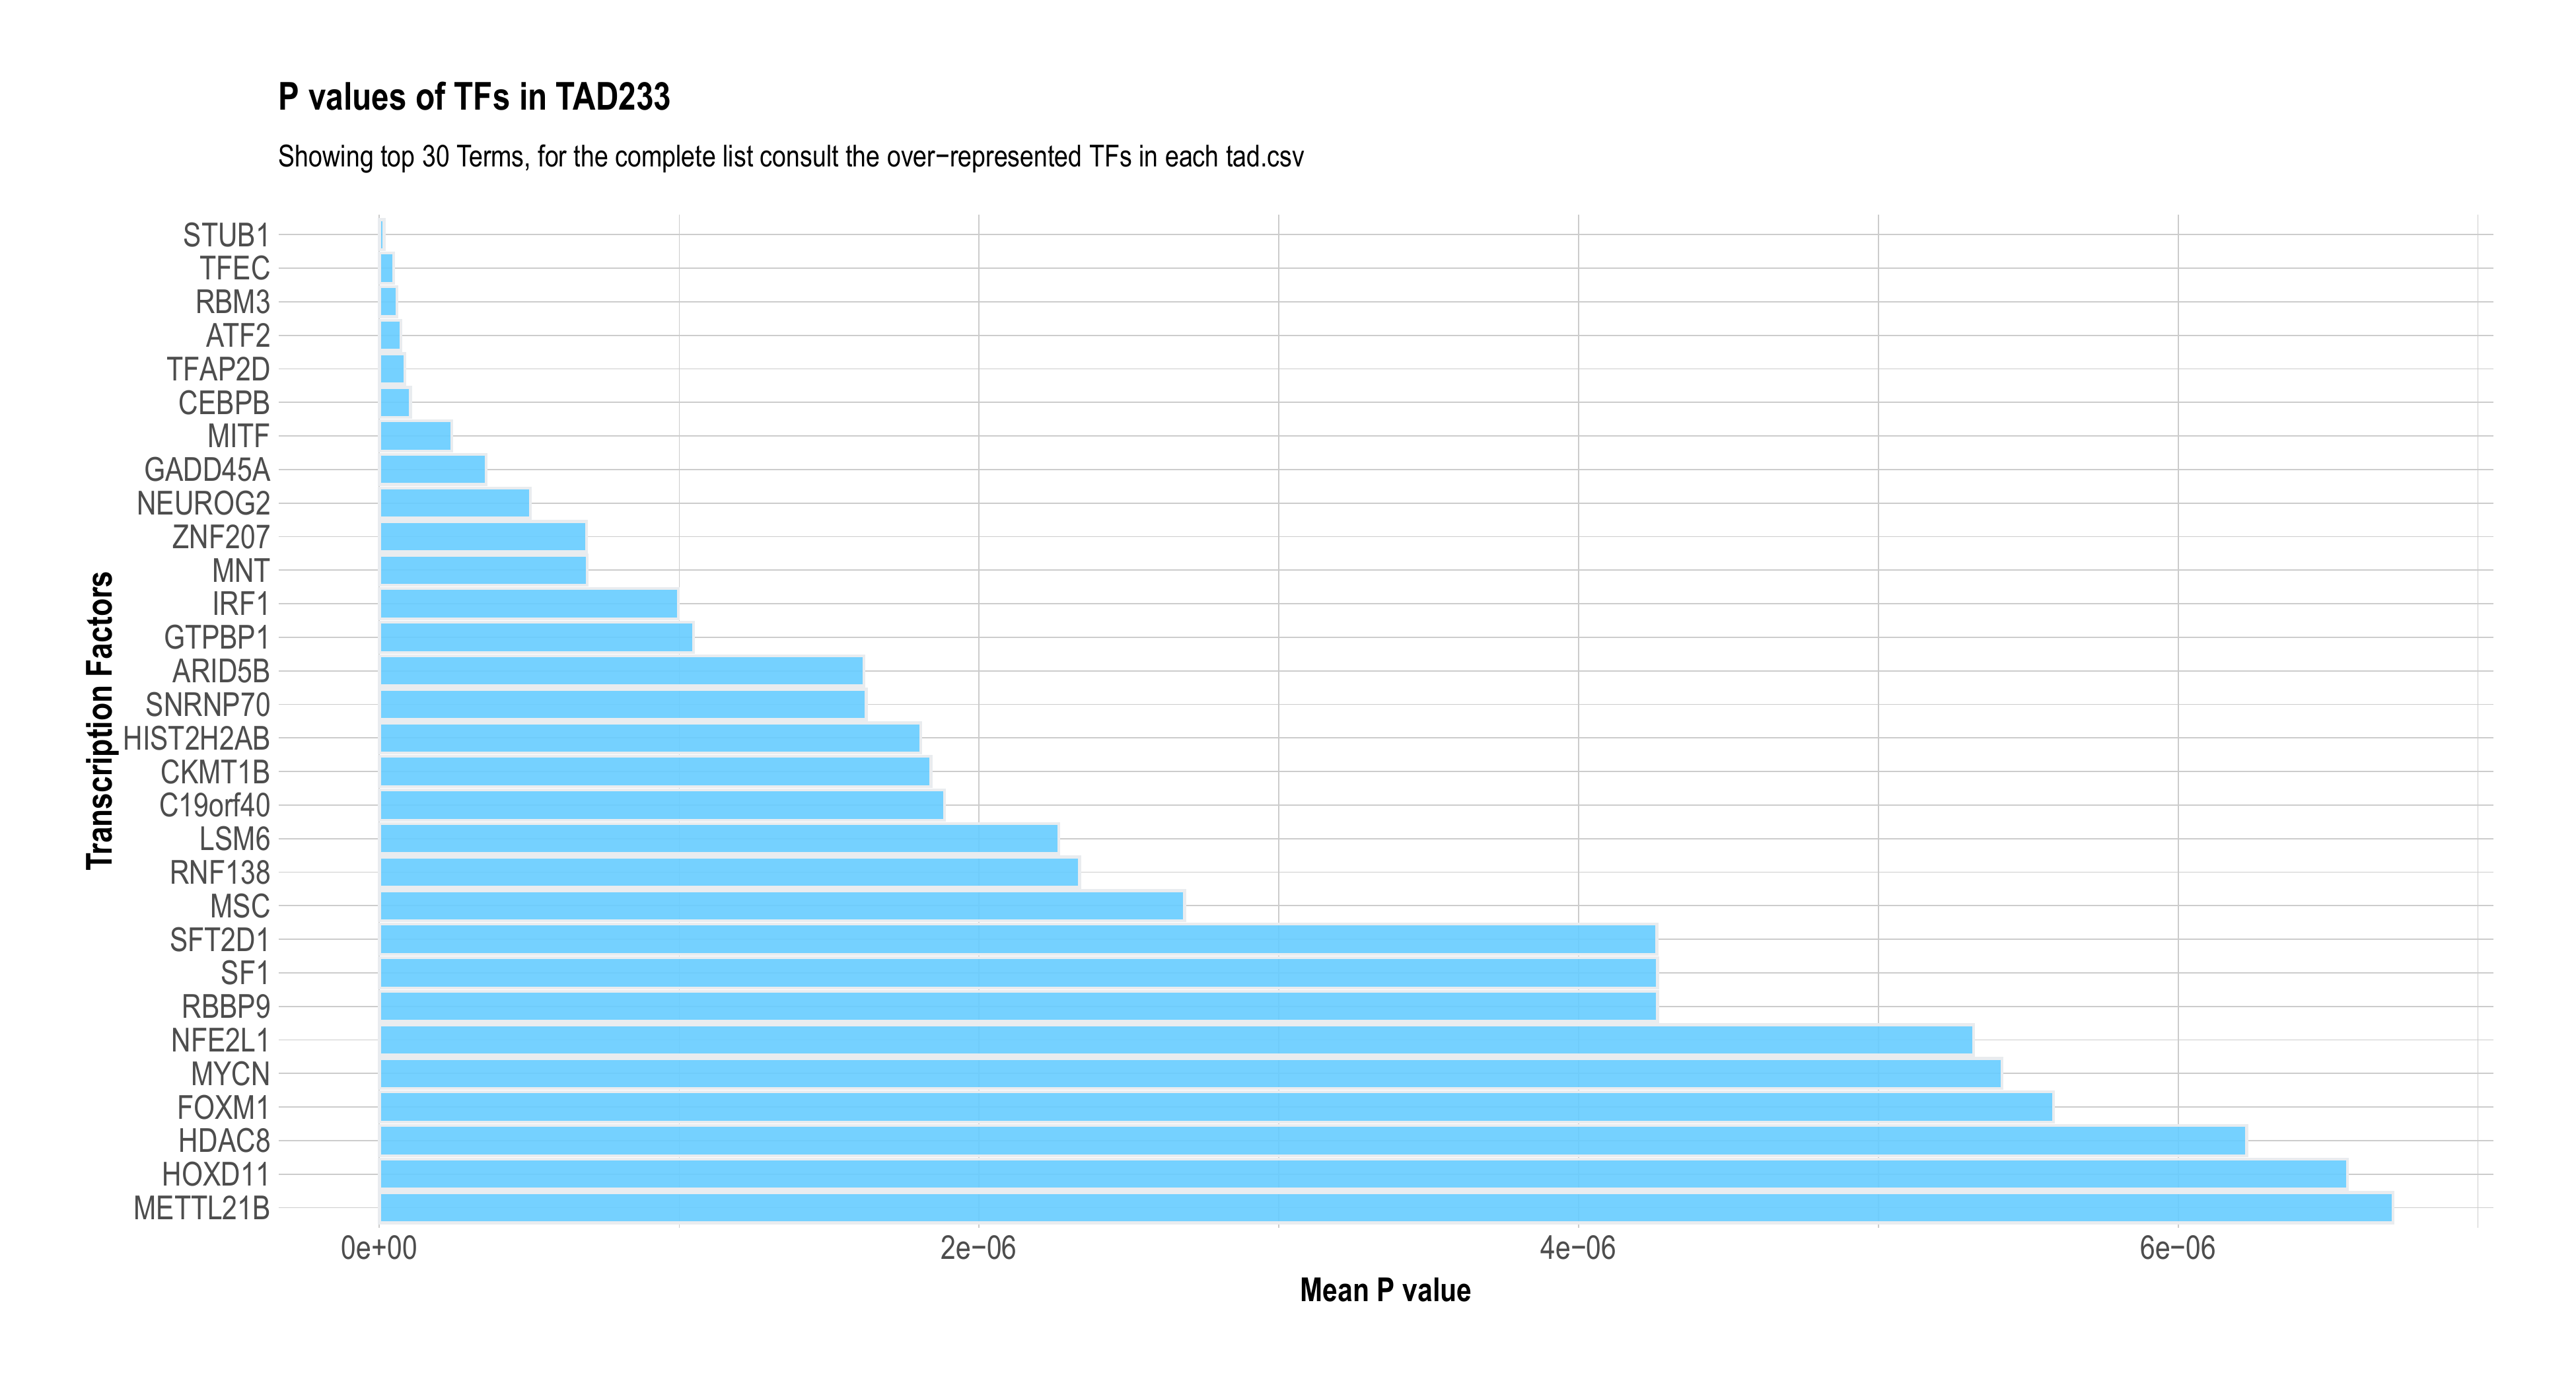 P values of TFs in TAD233
Showing top 30 Terms, for the complete list consult the over−represented TFs in each tad.csv
Transcription Factors
STUB1
TFEC
RBM3
ATF2
TFAP2D
CEBPB
MITF
GADD45A
NEUROG2
ZNF207
MNT
IRF1
GTPBP1
ARID5B
SNRNP70
HIST2H2AB
CKMT1B
C19orf40
LSM6
RNF138
MSC
SFT2D1
SF1
RBBP9
NFE2L1
MYCN
FOXM1
HDAC8
HOXD11
METTL21B
0e+00 2e−06 4e−06 6e−06
Mean P value